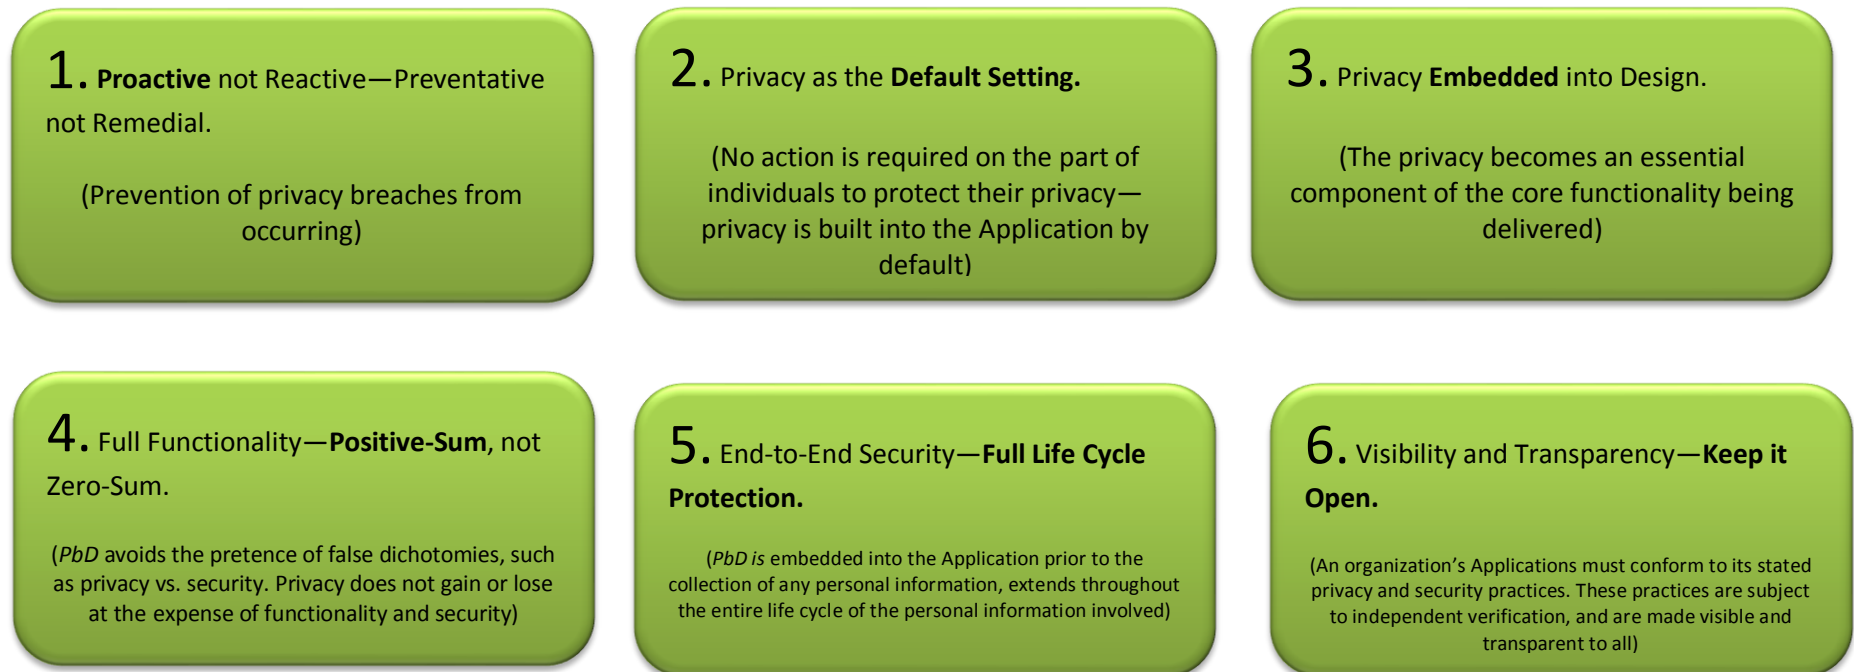 1. Proactive not Reactive—Preventative
not Remedial.
(Prevention of privacy breaches from
occurring)
2. Privacy as the Default Setting.
(No action is required on the part of
individuals to protect their privacy—
privacy is built into the Application by
default)
3. Privacy Embedded into Design.
(The privacy becomes an essential
component of the core functionality being
delivered)
4. Full Functionality—Positive-Sum, not
Zero-Sum.
(PbD avoids the pretence of false dichotomies, such
as privacy vs. security. Privacy does not gain or lose
at the expense of functionality and security)
5. End-to-End Security—Full Life Cycle
Protection.
(PbD is embedded into the Application prior to the
collection of any personal information, extends throughout
the entire life cycle of the personal information involved)
6. Visibility and Transparency—Keep it
Open.
(An organization’s Applications must conform to its stated
privacy and security practices. These practices are subject
to independent verification, and are made visible and
transparent to all)